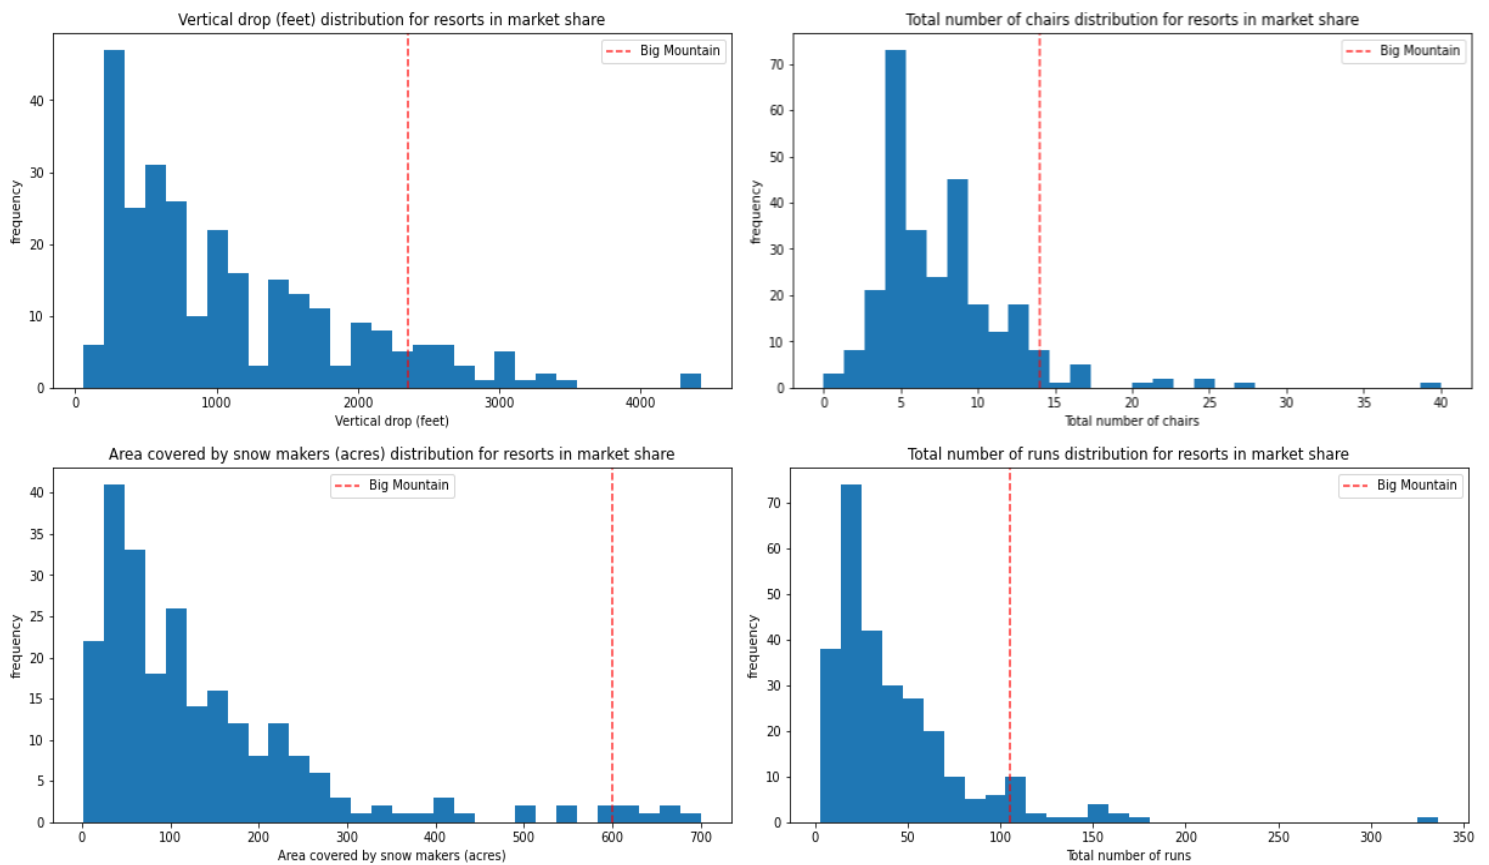 Vertical drop (feet) distribution for resorts in market share
Big Mountain
frequency
40
30
20
10
0
0 1000 2000 3000 4000
Vertical drop (feet)
Total number of chairs distribution for resorts in market share
Big Mountain
frequency
70
60
50
40
30
20
10
0
0 5 10 15 20 25 30 35 40
Total number of chairs
Area covered by snow makers (acres) distribution for resorts in market share
Big Mountain
frequency
40
35
30
25
20
15
10
5
0
0 100 200 300 400 500 600 700
Area covered by snow makers (acres)
Total number of runs distribution for resorts in market share
Big Mountain
frequency
70
60
50
40
30
20
10
0
0 50 100 150 200 250 300 350
Total number of runs